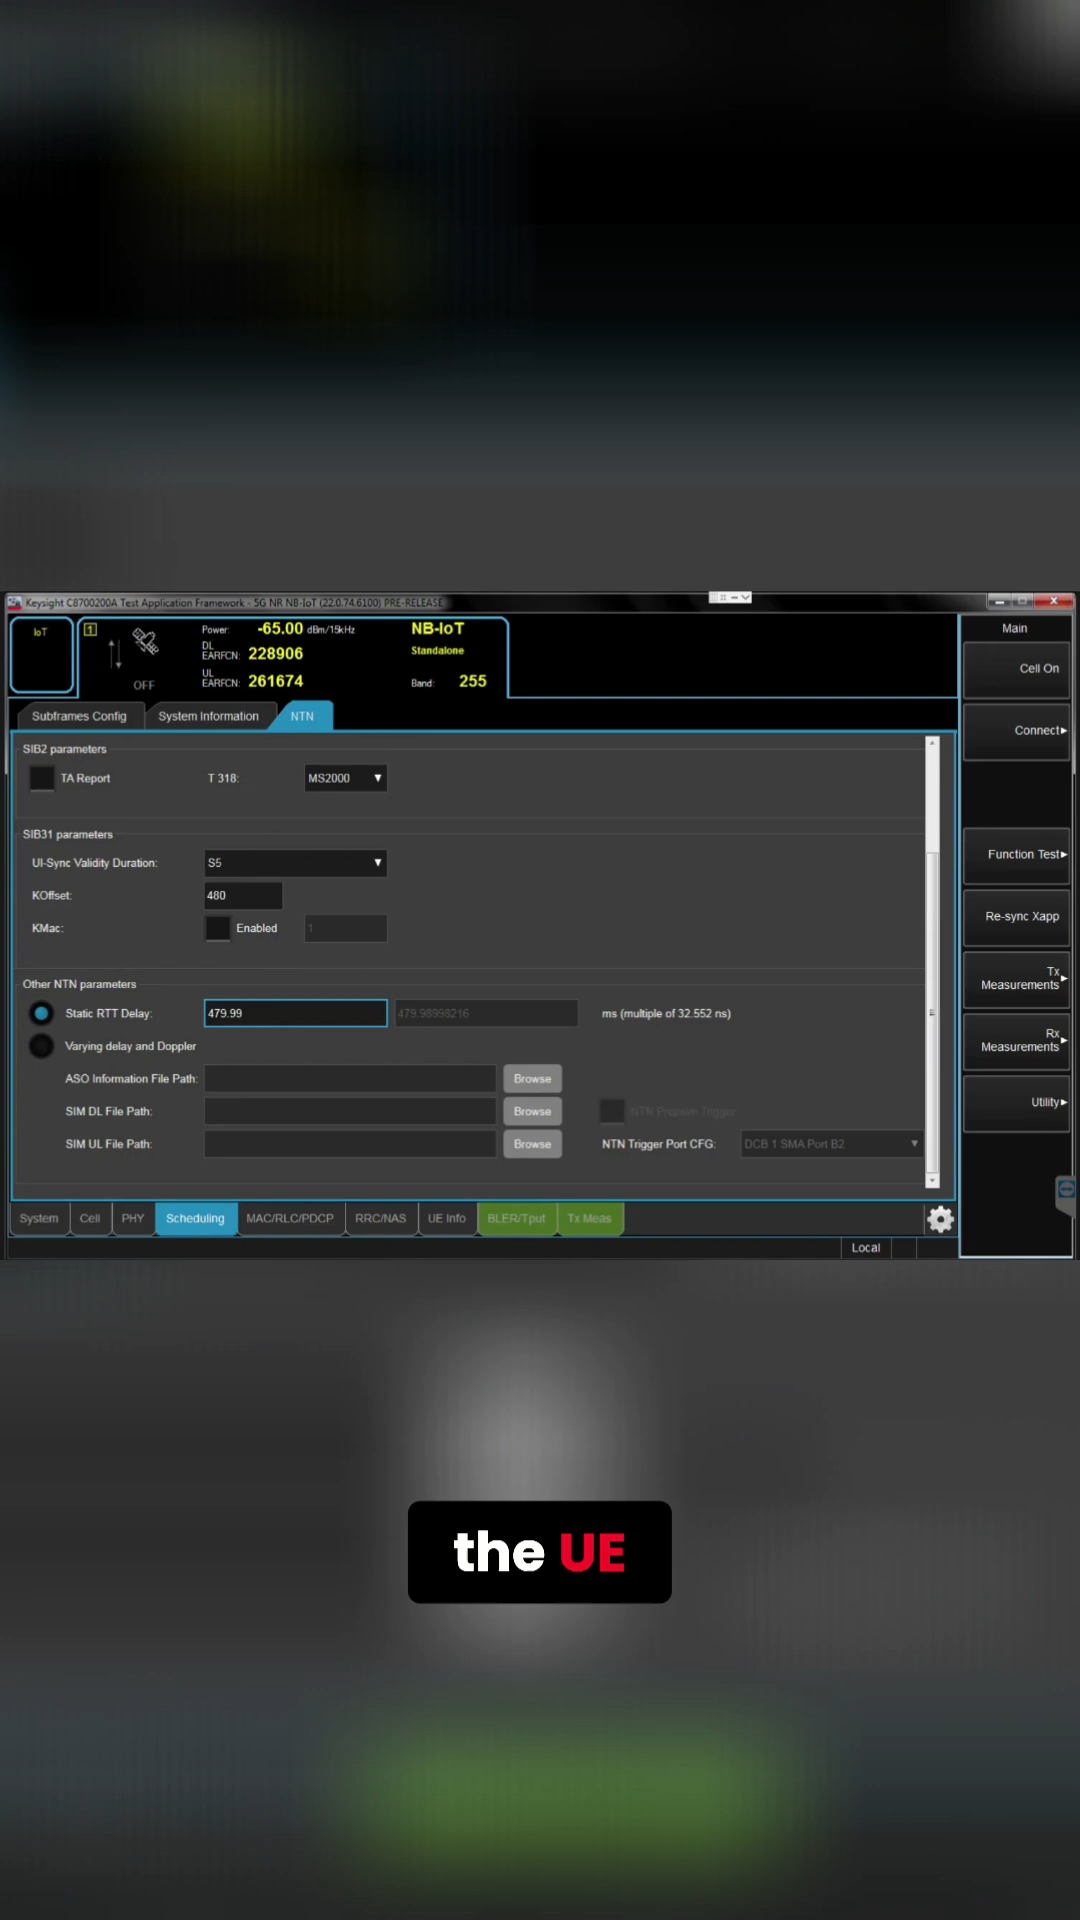 Keysight C8700200A Test Application Framework - 5G NR NB-IoT (22.0.74.6100) PRE-RELEASE
IoT
1
OFF
Power: -65.00 dBm/15kHz
DL EARFCN: 228906
UL EARFCN: 261674
NB-IoT
Standalone
Band: 255
Main
Cell On
Connect
Function Test
Re-sync Xapp
Tx Measurements
Rx Measurements
Utility
Subframes Config System Information NTN
SIB2 parameters
TA Report T 318: MS2000
SIB31 parameters
Ul-Sync Validity Duration: S5
KOffset: 480
KMac: Enabled 1
Other NTN parameters
Static RTT Delay: 479.99 479.98998216 ms (multiple of 32.552 ns)
Varying delay and Doppler
ASO Information File Path: Browse
SIM DL File Path: Browse NTN Propsim Trigger
SIM UL File Path: Browse NTN Trigger Port CFG: DCB 1 SMA Port B2
System Cell PHY Scheduling MAC/RLC/PDCP RRC/NAS UE Info BLER/Tput Tx Meas
Local
the UE